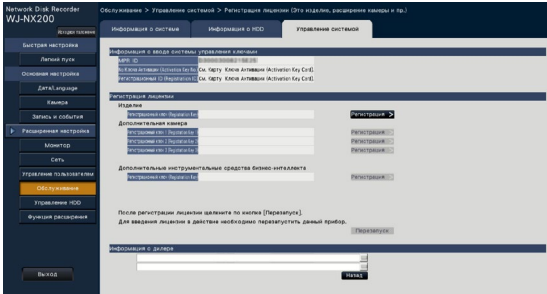 Network Disk Recorder
WJ-NX200
Обслуживание > Управление системой > Регистрация лицензии (Это изделие, расширение камеры и пр.)
Информация о системе
Информация о HDD
Управление системой
Быстрая настройка
Легкий пуск
Основная настройка
Дата/Language
Камера
Запись и события
Расширенная настройка
Монитор
Сеть
Управление пользователем
Обслуживание
Управление HDD
Функция расширения
Выход
Информация о вводе системы управления ключами
MPR ID
См. Карту Ключа Активации (Activation Key Card).
Регистрационный ID (Registration ID) См. Карту Ключа Активации (Activation Key Card).
Регистрация лицензии
Изделие
Регистрация >
Дополнительная камера
Регистрация
Регистрация
Регистрация
Дополнительные инструментальные средства бизнес-интеллекта
Регистрация
После регистрации лицензии щелкните по кнопке [Перезапуск].
Для введения лицензии в действие необходимо перезапустить данный прибор.
Перезапуск
Информация о дилере
Назад